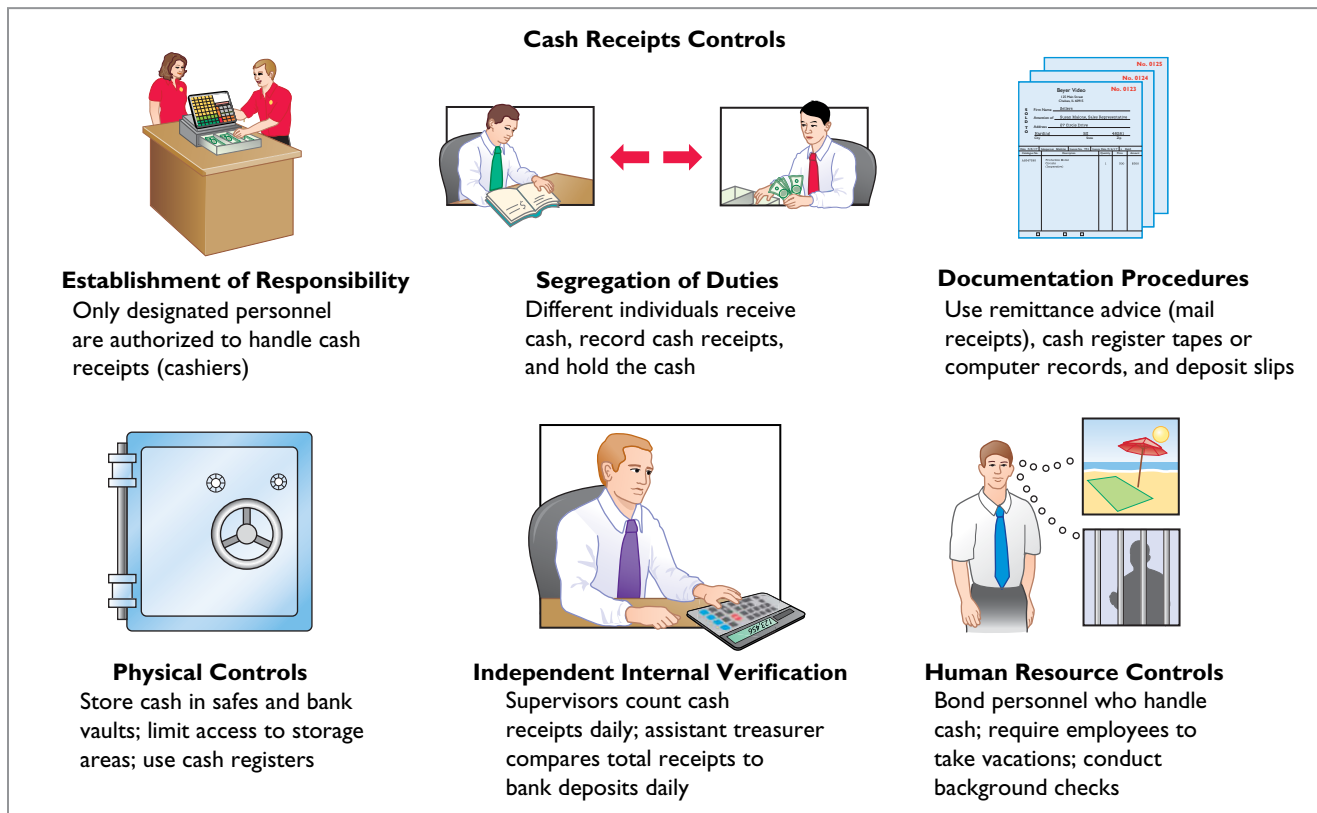 Cash Receipts Controls
No. 0125
No. 0124
No. 0123
Beyer Video
Establishment of Responsibility
Only designated personnel
are authorized to handle cash
receipts (cashiers)
Segregation of Duties
Different individuals receive
cash, record cash receipts,
and hold the cash
Documentation Procedures
Use remittance advice (mail
receipts), cash register tapes or
computer records, and deposit slips
123,456
Physical Controls
Store cash in safes and bank
vaults; limit access to storage
areas; use cash registers
Independent Internal Verification
Supervisors count cash
receipts daily; assistant treasurer
compares total receipts to
bank deposits daily
Human Resource Controls
Bond personnel who handle
cash; require employees to
take vacations; conduct
background checks